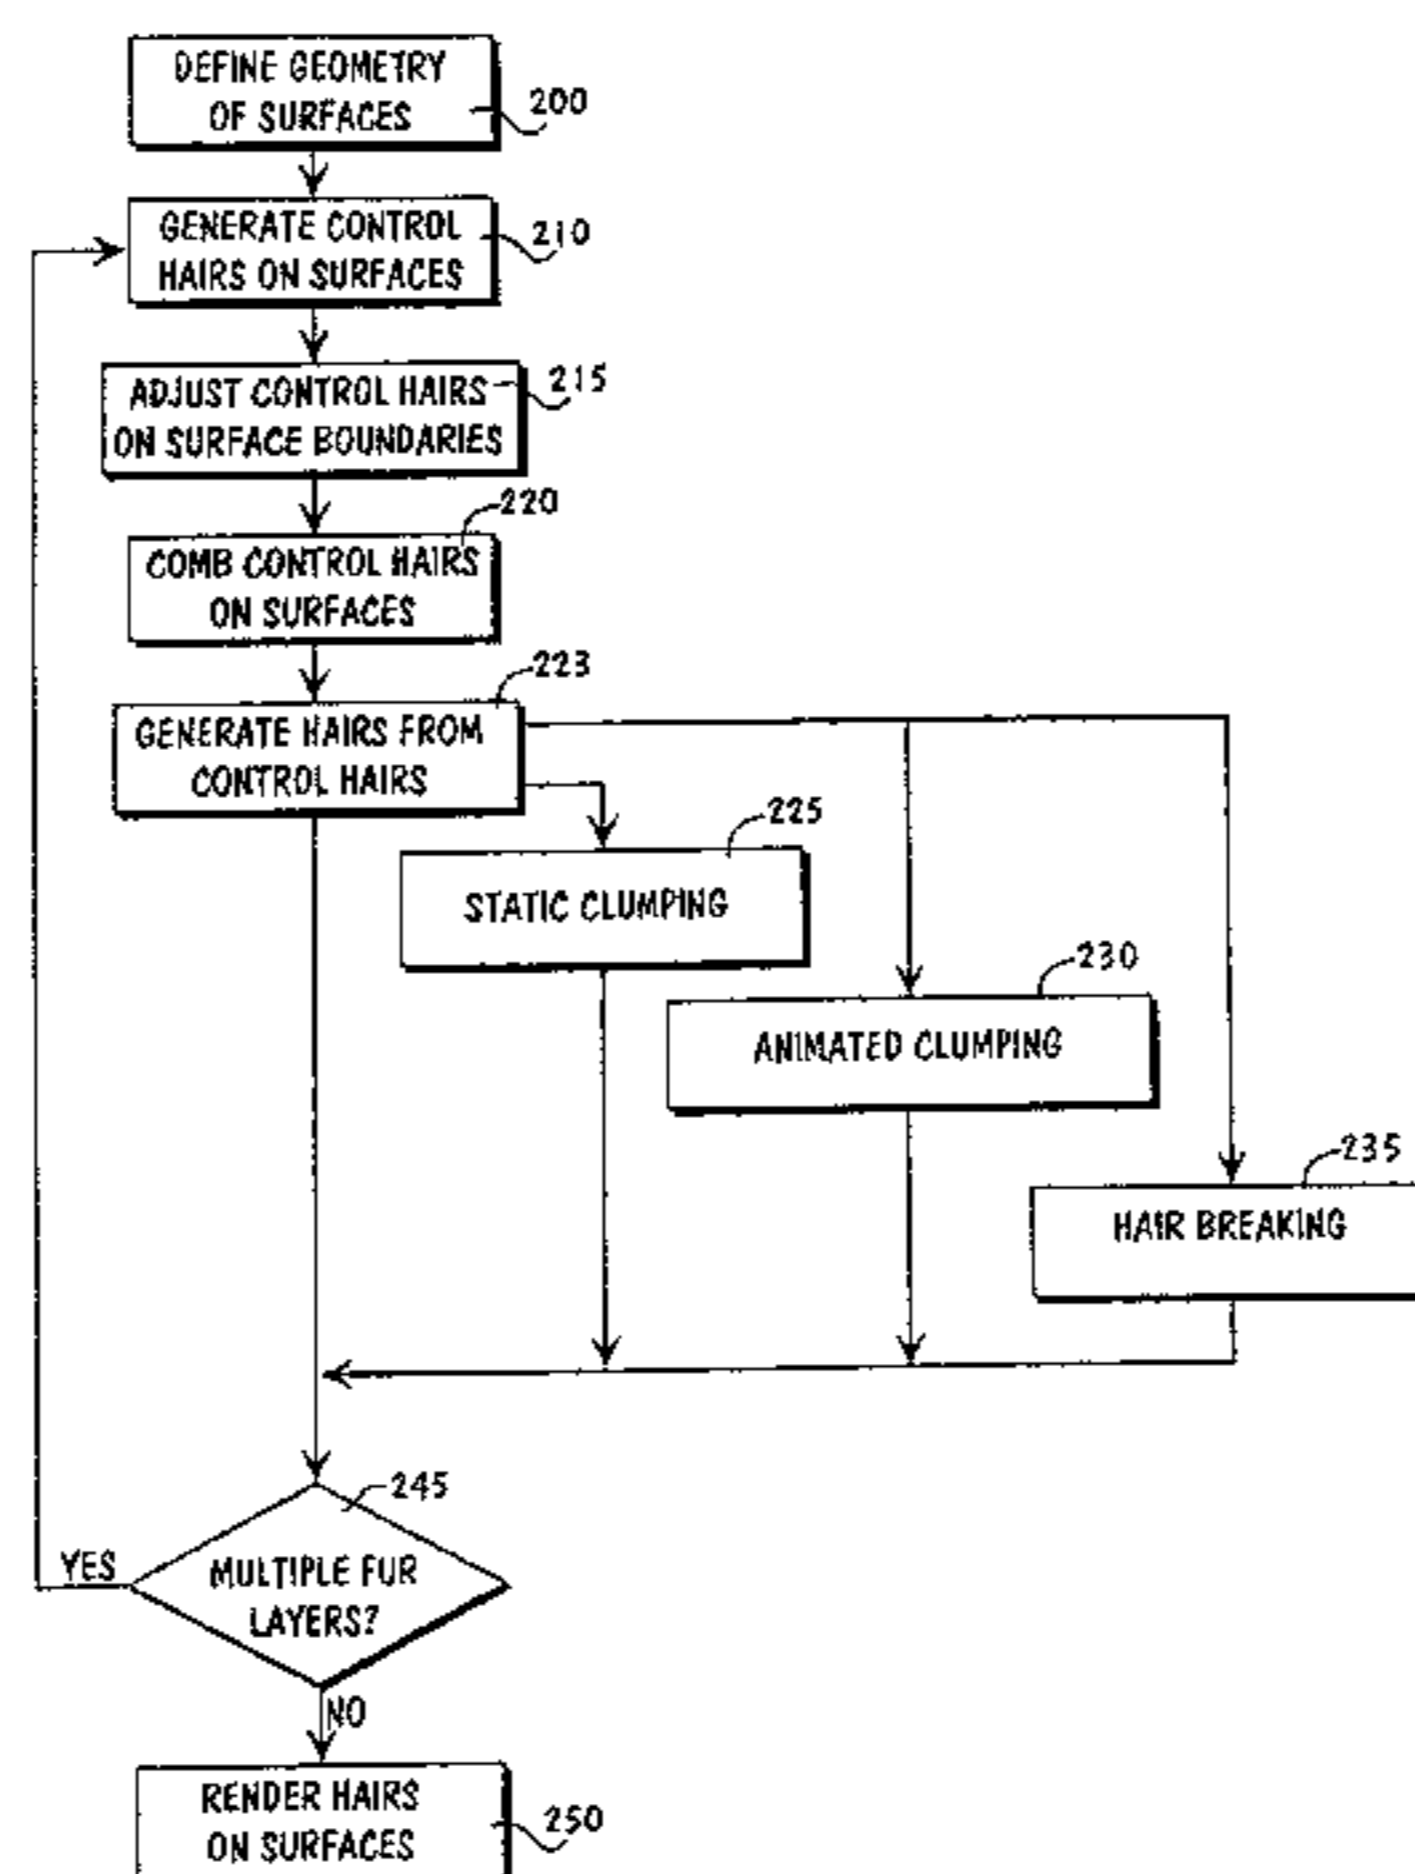 DEFINE GEOMETRY
OF SURFACES
200
GENERATE CONTROL
HAIRS ON SURFACES
210
ADJUST CONTROL HAIRS
ON SURFACE BOUNDARIES
215
220
COMB CONTROL HAIRS
ON SURFACES
223
GENERATE HAIRS FROM
CONTROL HAIRS
225
STATIC CLUMPING
230
ANIMATED CLUMPING
235
HAIR BREAKING
245
YES
MULTIPLE FUR
LAYERS?
NO
RENDER HAIRS
ON SURFACES
250